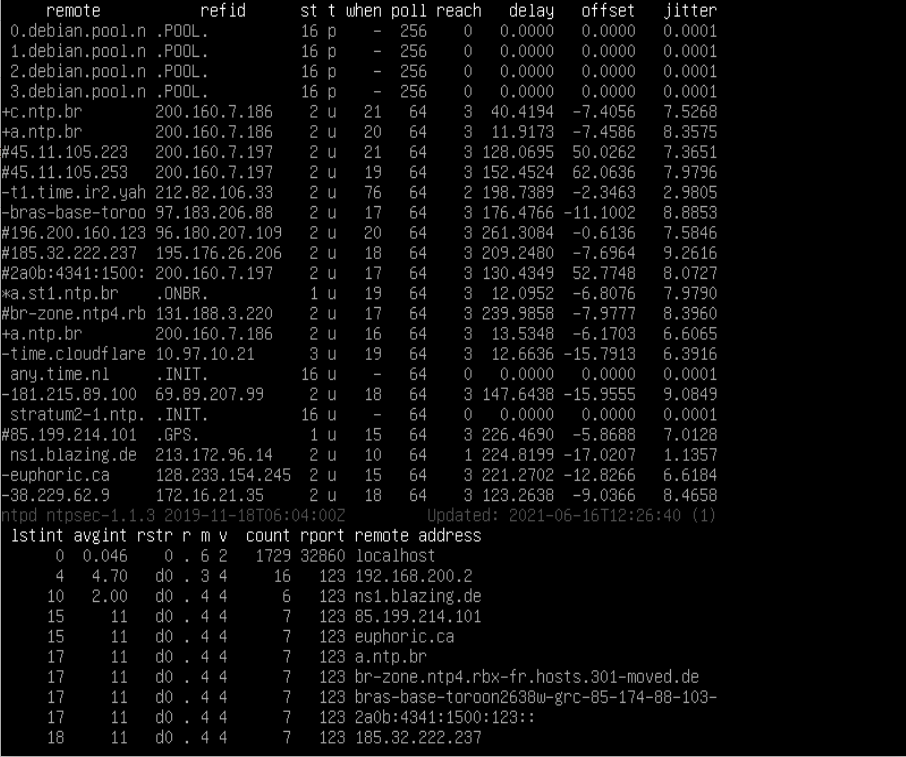 remote refid st t when poll reach delay offset jitter
0.debian.pool.n .POOL. 16 p - 256 0 0.0000 0.0000 0.0001
1.debian.pool.n .POOL. 16 p - 256 0 0.0000 0.0000 0.0001
2.debian.pool.n .POOL. 16 p - 256 0 0.0000 0.0000 0.0001
3.debian.pool.n .POOL. 16 p - 256 0 0.0000 0.0000 0.0001
+c.ntp.br 200.160.7.186 2 u 21 64 3 40.4194 -7.4056 7.5268
+a.ntp.br 200.160.7.186 2 u 20 64 3 11.9173 -7.4586 8.3575
#45.11.105.223 200.160.7.197 2 u 21 64 3 128.0695 50.0262 7.3651
#45.11.105.253 200.160.7.197 2 u 19 64 3 152.4524 62.0636 7.9796
-t1.time.ir2.yah 212.82.106.33 2 u 76 64 2 198.7389 -2.3463 2.9805
-bras-base-toroo 97.183.206.88 2 u 17 64 3 176.4766 -11.1002 8.8853
#196.200.160.123 96.180.207.109 2 u 20 64 3 261.3084 -0.6136 7.5846
#185.32.222.237 195.176.26.206 2 u 18 64 3 209.2480 -7.6964 9.2616
#2a0b:4341:1500: 200.160.7.197 2 u 17 64 3 130.4349 52.7748 8.0727
*a.st1.ntp.br .ONBR. 1 u 19 64 3 12.0952 -6.8076 7.9790
#br-zone.ntp4.rb 131.188.3.220 2 u 17 64 3 239.9858 -7.9777 8.3960
+a.ntp.br 200.160.7.186 2 u 16 64 3 13.5348 -6.1703 6.6065
-time.cloudflare 10.97.10.21 3 u 19 64 3 12.6636 -15.7913 6.3916
any.time.nl .INIT. 16 u - 64 0 0.0000 0.0000 0.0001
-181.215.89.100 69.89.207.99 2 u 18 64 3 147.6438 -15.9555 9.0849
stratum2-1.ntp. .INIT. 16 u - 64 0 0.0000 0.0000 0.0001
#85.199.214.101 .GPS. 1 u 15 64 3 226.4690 -5.8688 7.0128
ns1.blazing.de 213.172.96.14 2 u 10 64 1 224.8199 -17.0207 1.1357
-euphoric.ca 128.233.154.245 2 u 15 64 3 221.2702 -12.8266 6.6184
-38.229.62.9 172.16.21.35 2 u 18 64 3 123.2638 -9.0366 8.4658
ntpd ntpsec-1.1.3 2019-11-18T06:04:00Z Updated: 2021-06-16T12:26:40 (1)
lstint avgint rstr r m v count rport remote address
0 0.046 0 . 6 2 1729 32860 localhost
4 4.70 d0 . 3 4 16 123 192.168.200.2
10 2.00 d0 . 4 4 6 123 ns1.blazing.de
15 11 d0 . 4 4 7 123 85.199.214.101
15 11 d0 . 4 4 7 123 euphoric.ca
17 11 d0 . 4 4 7 123 a.ntp.br
17 11 d0 . 4 4 7 123 br-zone.ntp4.rbx-fr.hosts.301-moved.de
17 11 d0 . 4 4 7 123 bras-base-toroon2638w-grc-85-174-88-103-
17 11 d0 . 4 4 7 123 2a0b:4341:1500:123::
18 11 d0 . 4 4 7 123 185.32.222.237